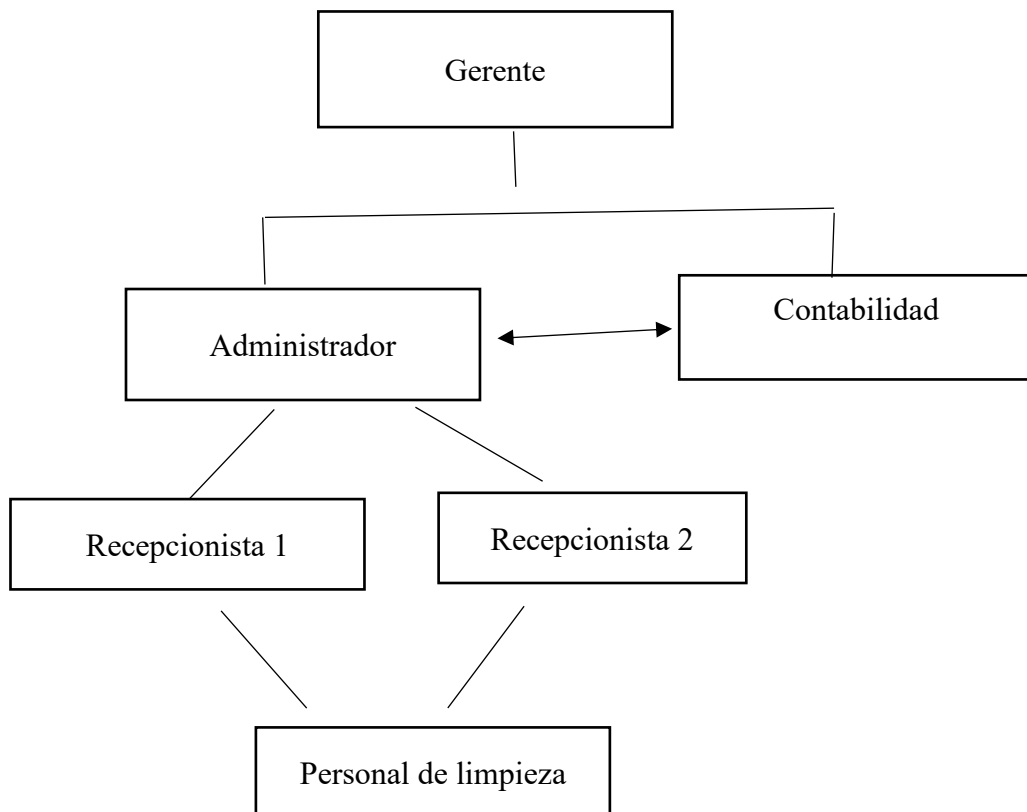 Gerente
Administrador
Contabilidad
Recepcionista 1
Recepcionista 2
Personal de limpieza